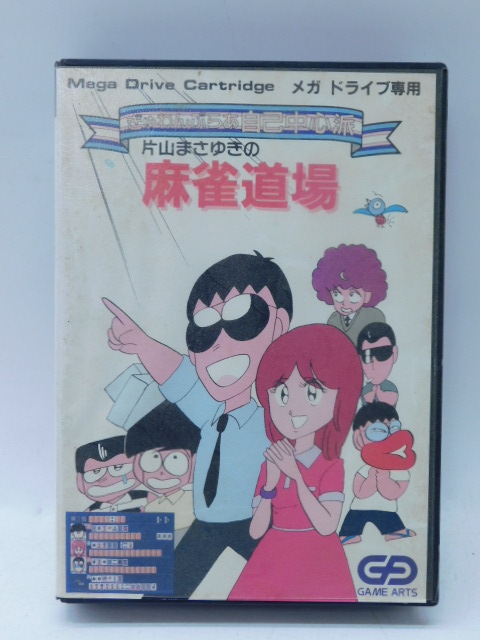 Mega Drive Cartridge メガ ドライブ専用
ぎゅわんぶらあ自己中心派
片山まさゆきの
麻雀道場
GAME ARTS